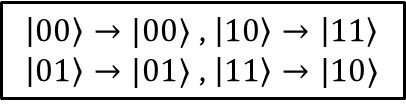 |00⟩ → |00⟩ , |10⟩ → |11⟩
|01⟩ → |01⟩ , |11⟩ → |10⟩